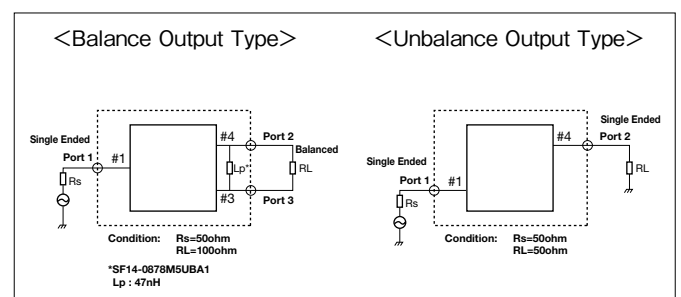 <Balance Output Type>
Single Ended
Port 1
#1
Rs
#4
Port 2
Balanced
Lp*
RL
#3
Port 3
Condition: Rs=50ohm
RL=100ohm
*SF14-0878M5UBA1
Lp : 47nH
<Unbalance Output Type>
Single Ended
#4
Port 2
RL
Single Ended
Port 1
#1
Rs
Condition: Rs=50ohm
RL=50ohm